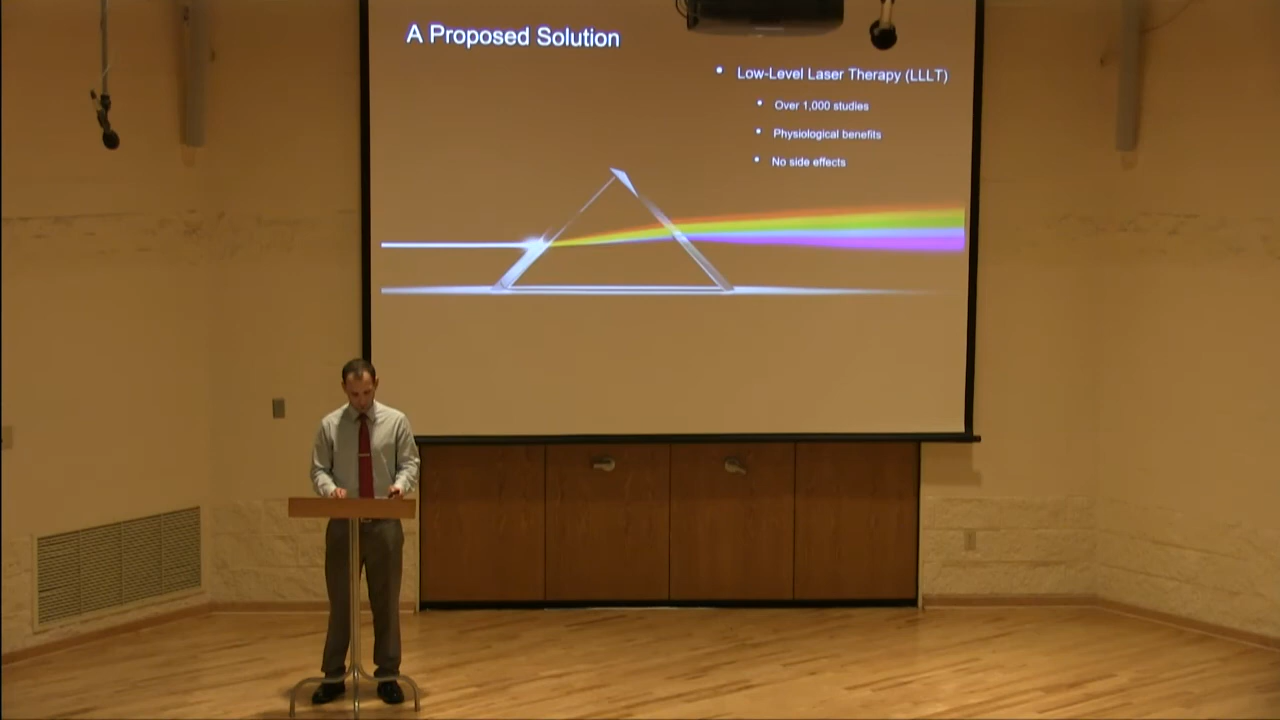 A Proposed Solution
• Low-Level Laser Therapy (LLLT)
• Over 1,000 studies
• Physiological benefits
• No side effects